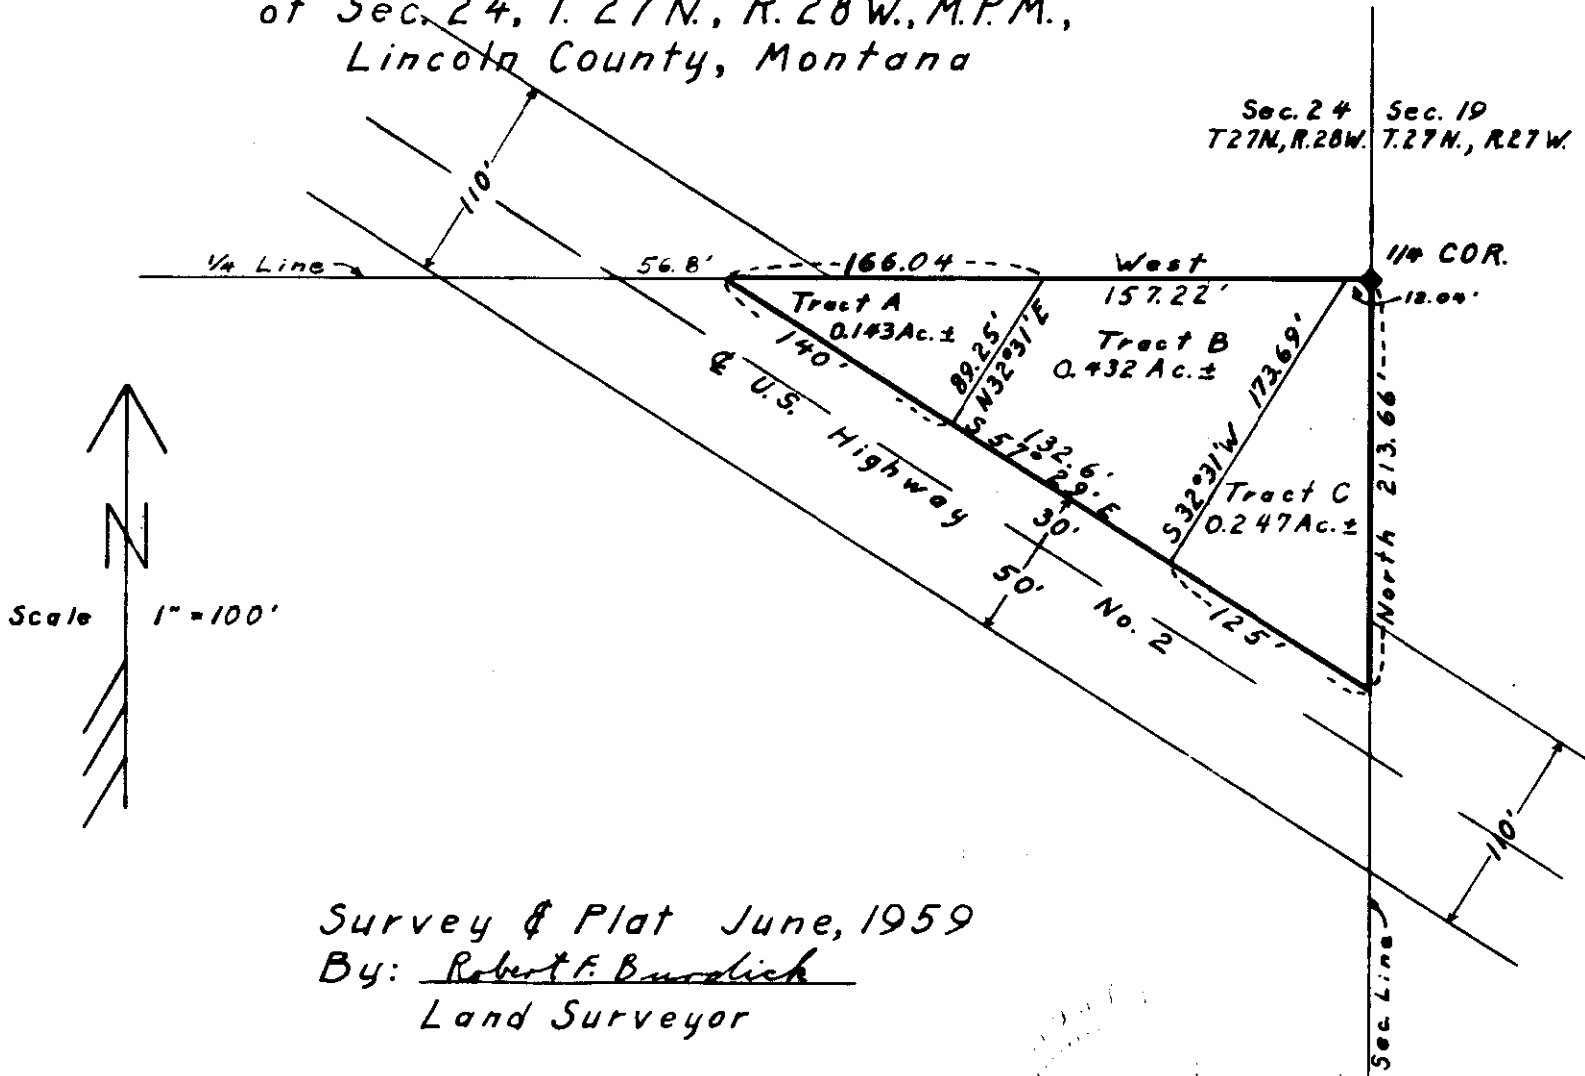 of Sec. 24, T. 27 N., R. 28 W., M.P.M.,
Lincoln County, Montana
Sec. 24
T27N, R.28W.
Sec. 19
T.27N., R27W.
110'
1/4 Line
56.8'
166.04
West
157.22'
1/4 COR.
12.04'
Tract A
0.143 Ac. ±
140'
89.25'
N32°31'E
Tract B
0.432 Ac. ±
S32°31'W 173.69'
Tract C
0.247 Ac. ±
North 213.66'
132.6'
S 57° 29' E
℄ U.S. Highway No. 2
30'
50'
125'
N
Scale 1" = 100'
110'
Sec. Line
Survey & Plat June, 1959
By: Robert F. Burdick
Land Surveyor